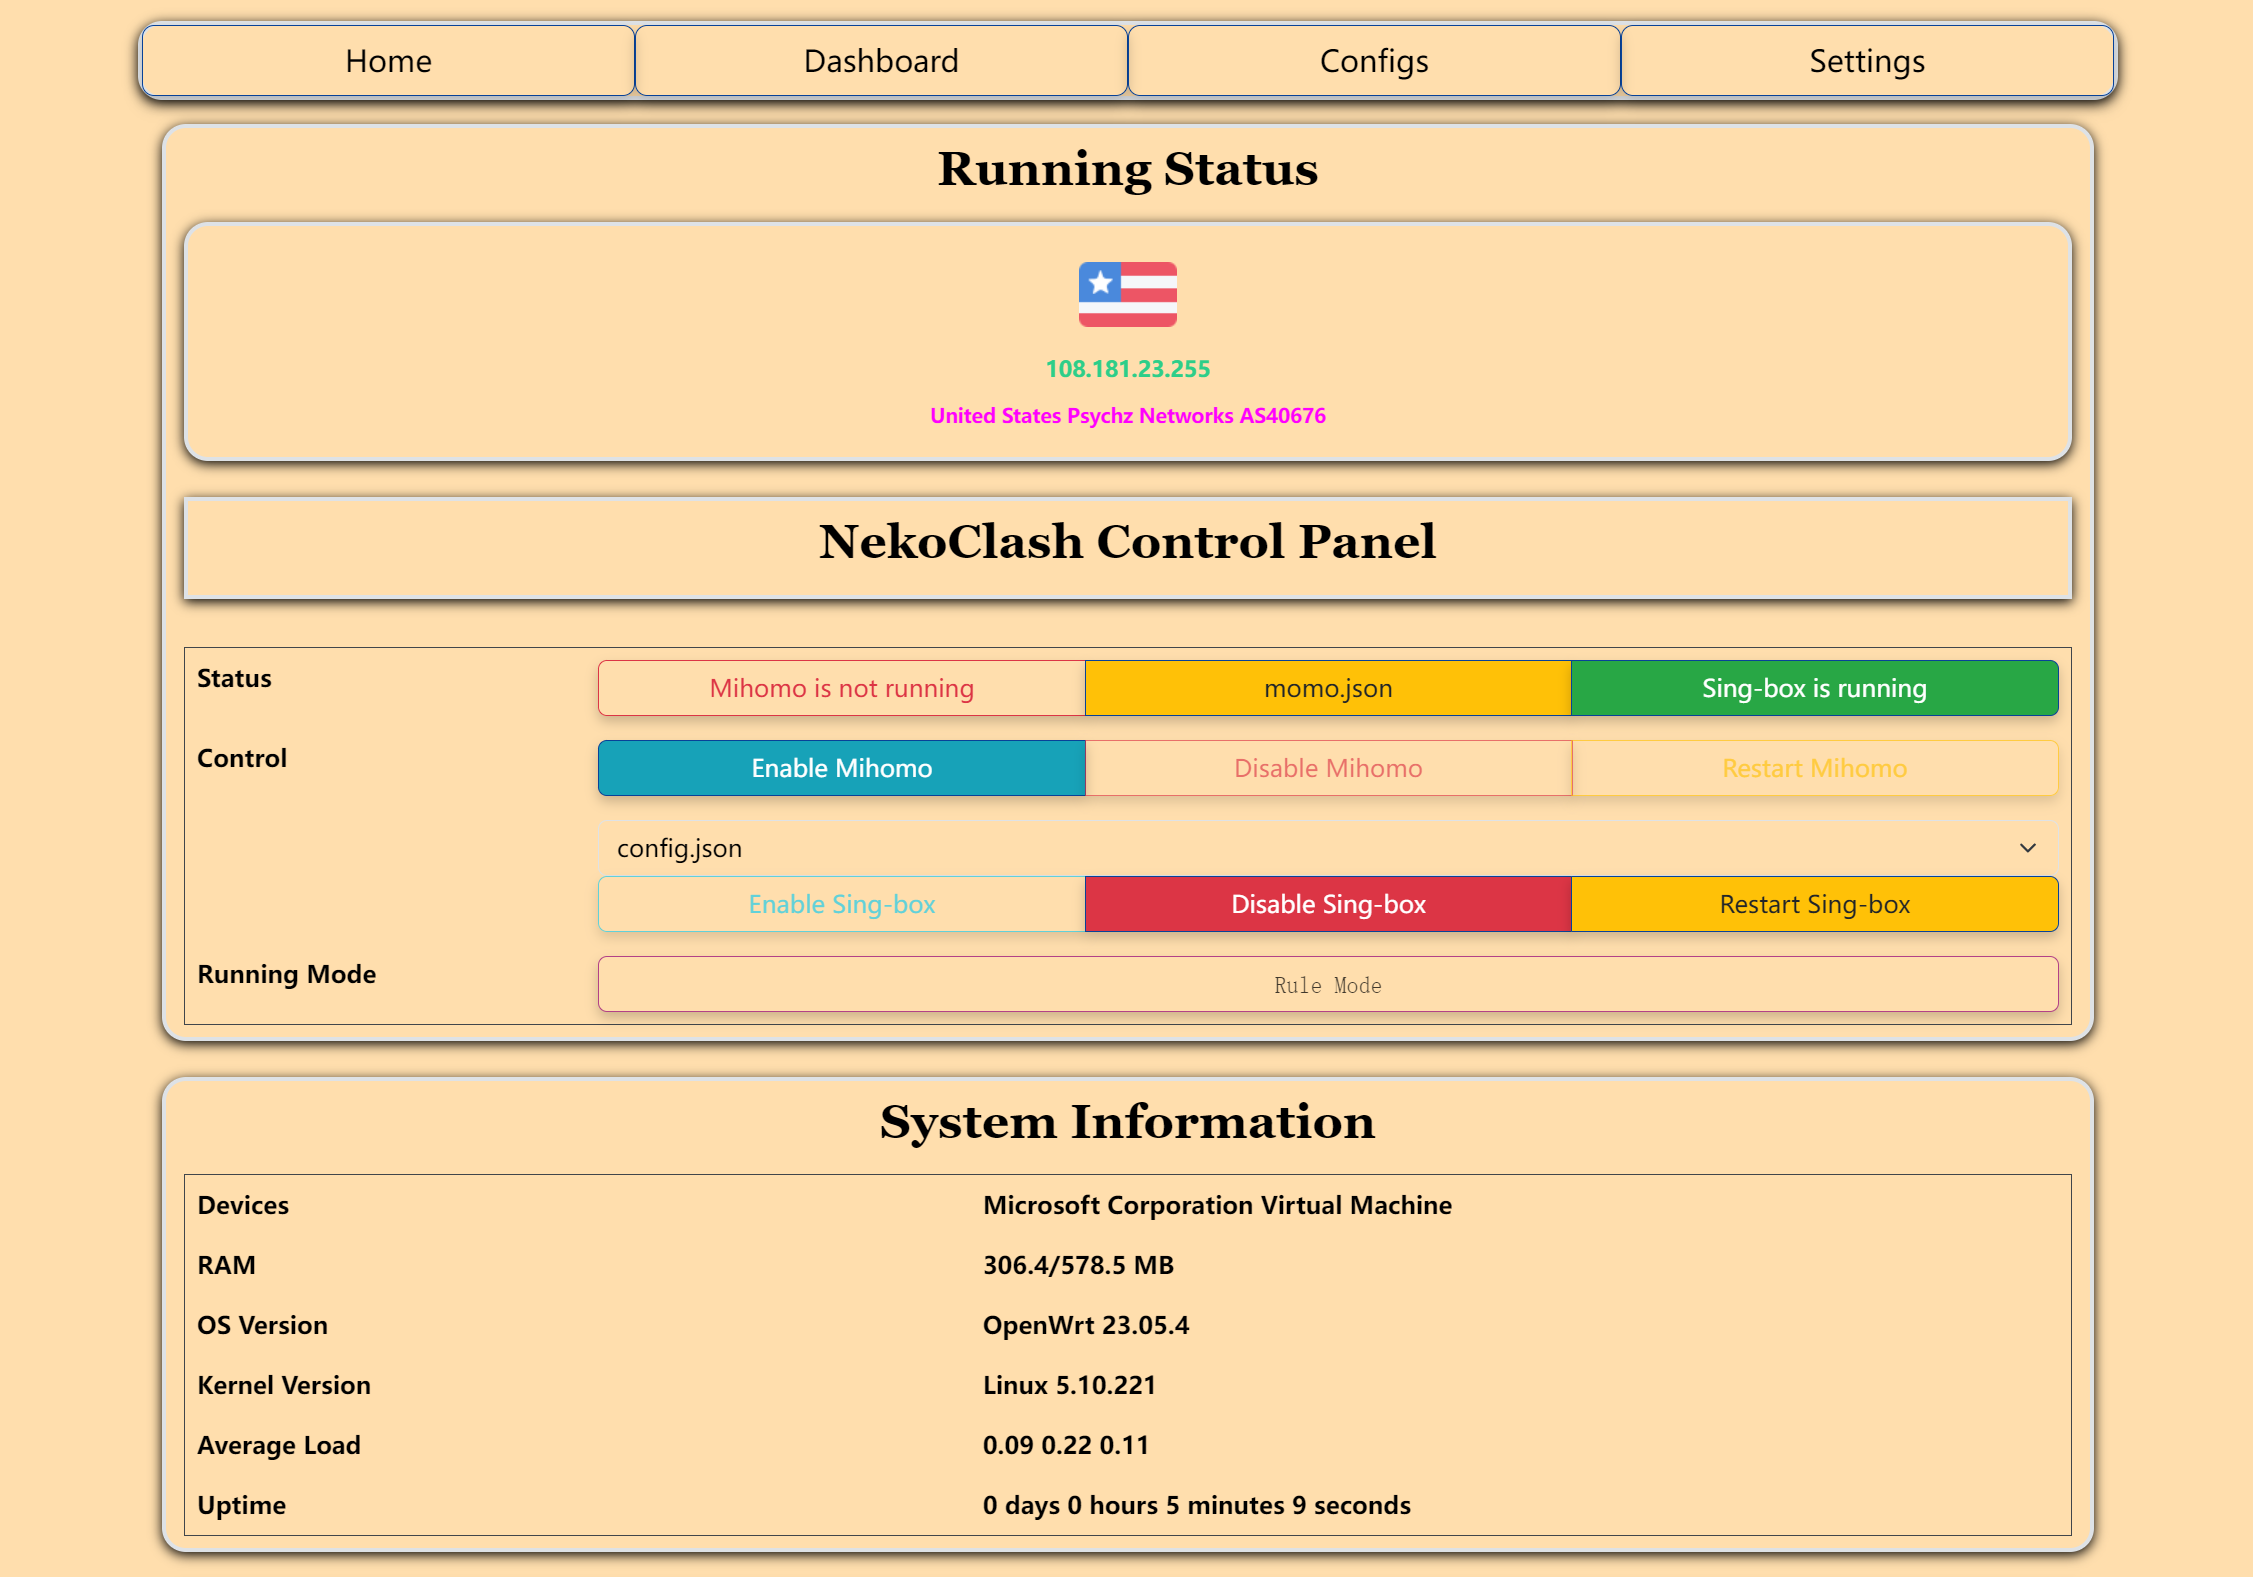 Home Dashboard Configs Settings
Running Status
108.181.23.255
United States Psychz Networks AS40676
NekoClash Control Panel
Status Mihomo is not running momo.json Sing-box is running
Control Enable Mihomo Disable Mihomo Restart Mihomo
config.json
Enable Sing-box Disable Sing-box Restart Sing-box
Running Mode Rule Mode
System Information
Devices Microsoft Corporation Virtual Machine
RAM 306.4/578.5 MB
OS Version OpenWrt 23.05.4
Kernel Version Linux 5.10.221
Average Load 0.09 0.22 0.11
Uptime 0 days 0 hours 5 minutes 9 seconds